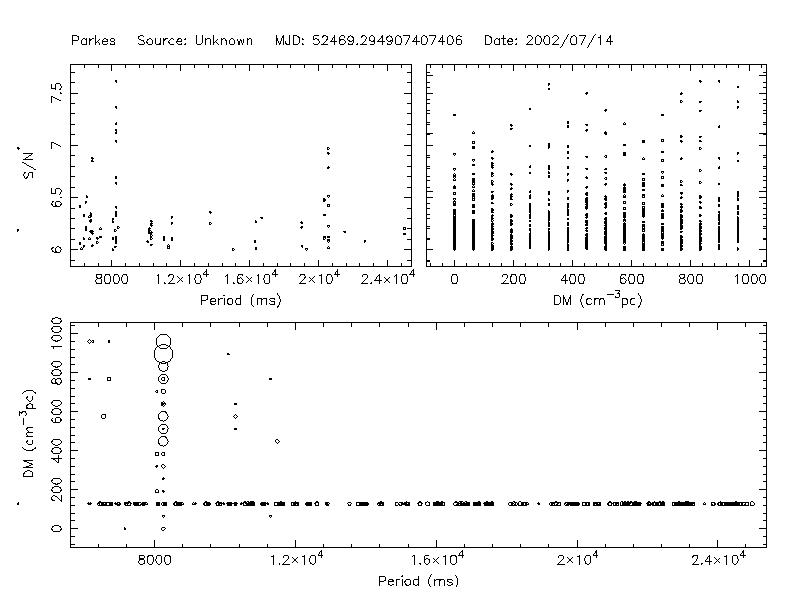 Parkes Source: Unknown MJD: 52469.294907407406 Date: 2002/07/14
7.5
7
6.5
6
S/N
8000 1.2×10⁴ 1.6×10⁴ 2×10⁴ 2.4×10⁴
Period (ms)
0 200 400 600 800 1000
DM (cm⁻³pc)
1000
800
600
400
200
0
DM (cm⁻³pc)
8000 1.2×10⁴ 1.6×10⁴ 2×10⁴ 2.4×10⁴
Period (ms)